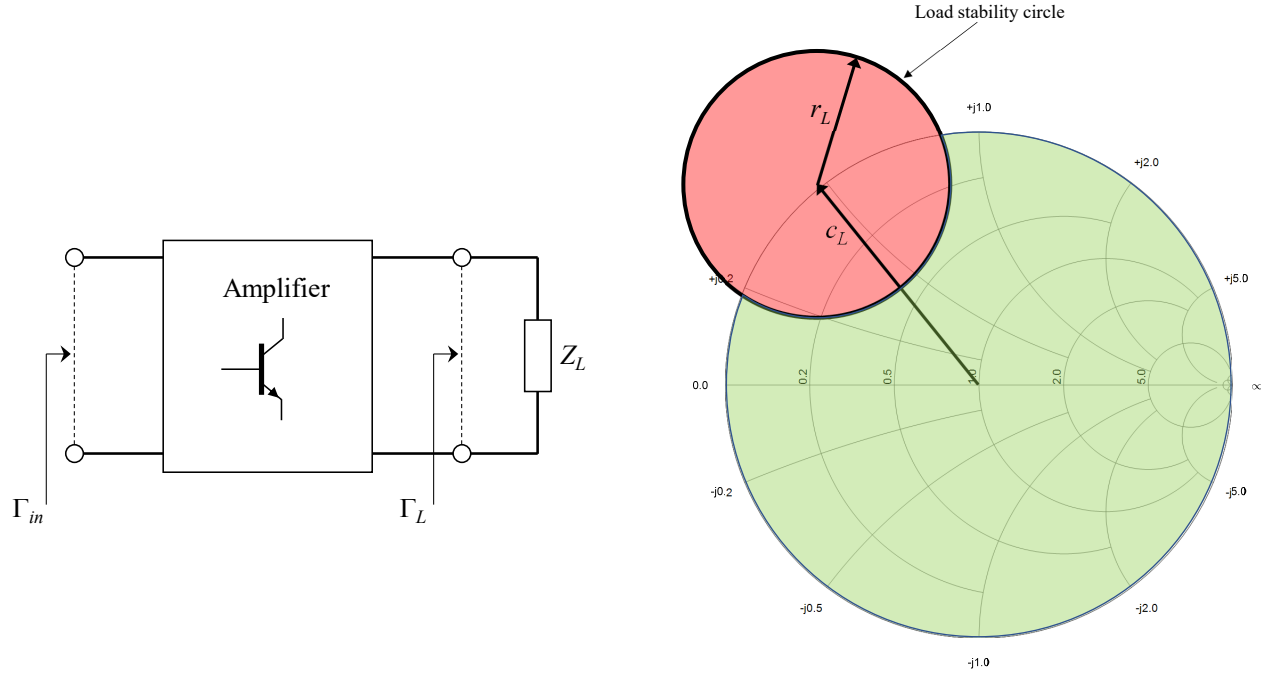 Load stability circle
+j1.0
r_L
+j2.0
c_L
+j0.2
+j5.0
Amplifier
Z_L
0.0
0.2
0.5
1.0
2.0
5.0
∝
-j0.2
-j5.0
Γ_in
Γ_L
-j0.5
-j2.0
-j1.0